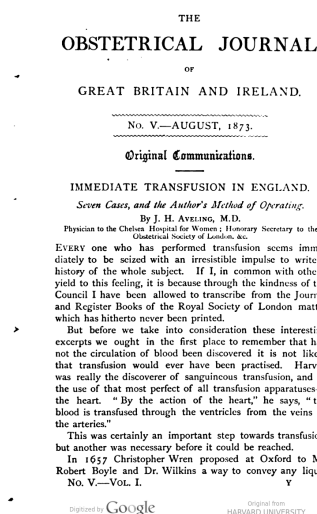 THE
OBSTETRICAL JOURNAL
OF
GREAT BRITAIN AND IRELAND.
No. V.—AUGUST, 1873.
Original Communications.
IMMEDIATE TRANSFUSION IN ENGLAND.
Seven Cases, and the Author's Method of Operating.
By J. H. AVELING, M.D.
Physician to the Chelsea Hospital for Women; Honorary Secretary to the
Obstetrical Society of London, &c.
EVERY one who has performed transfusion seems imm
diately to be seized with an irresistible impulse to write
history of the whole subject. If I, in common with othe
yield to this feeling, it is because through the kindness of t
Council I have been allowed to transcribe from the Journ
and Register Books of the Royal Society of London matt
which has hitherto never been printed.
But before we take into consideration these interesti
excerpts we ought in the first place to remember that h
not the circulation of blood been discovered it is not like
that transfusion would ever have been practised. Harv
was really the discoverer of sanguineous transfusion, and
the use of that most perfect of all transfusion apparatuses—
the heart. "By the action of the heart," he says, "t
blood is transfused through the ventricles from the veins
the arteries."
This was certainly an important step towards transfusio
but another was necessary before it could be reached.
In 1657 Christopher Wren proposed at Oxford to M
Robert Boyle and Dr. Wilkins a way to convey any liqu
No. V.—VOL. I. Y
Digitized by Google
Original from
HARVARD UNIVERSITY